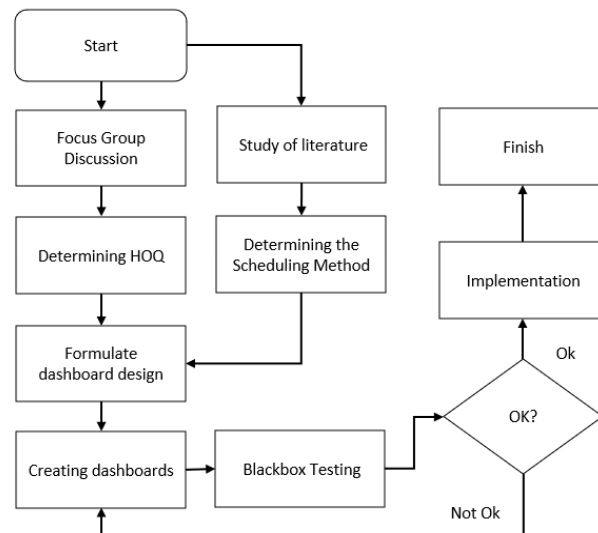 Start
Focus Group
Discussion
Study of literature
Finish
Determining HOQ
Determining the
Scheduling Method
Implementation
Formulate
dashboard design
Ok
Creating dashboards
Blackbox Testing
OK?
Not Ok